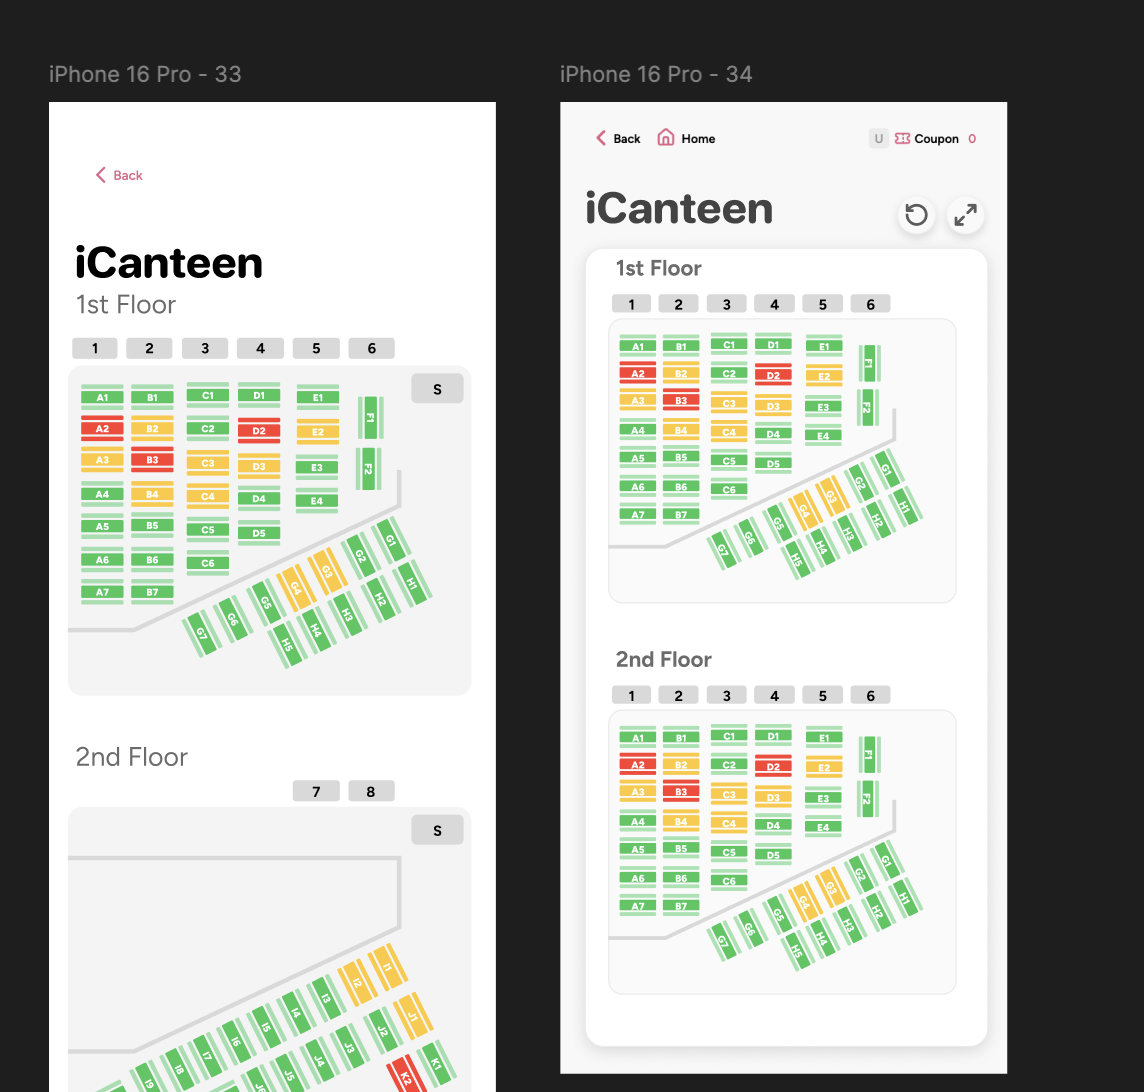 iPhone 16 Pro - 33
Back
iCanteen
1st Floor
1 2 3 4 5 6
S
A1 B1 C1 D1 E1 F1
A2 B2 C2 D2 E2
A3 B3 C3 D3 E3 F2
A4 B4 C4 D4 E4
A5 B5 C5 D5
A6 B6 C6
A7 B7
G7 G6 G5 G4 G3 G2 G1
H5 H4 H3 H2 H1
2nd Floor
7 8
S
I9 I8 I7 I6 I5 I4 I3 I2 I1
J6 J5 J4 J3 J2 J1
K2 K1
iPhone 16 Pro - 34
Back Home U Coupon 0
iCanteen
1st Floor
1 2 3 4 5 6
A1 B1 C1 D1 E1 F1
A2 B2 C2 D2 E2
A3 B3 C3 D3 E3 F2
A4 B4 C4 D4 E4
A5 B5 C5 D5
A6 B6 C6
A7 B7
G7 G6 G5 G4 G3 G2 G1
H5 H4 H3 H2 H1
2nd Floor
1 2 3 4 5 6
A1 B1 C1 D1 E1 F1
A2 B2 C2 D2 E2
A3 B3 C3 D3 E3 F2
A4 B4 C4 D4 E4
A5 B5 C5 D5
A6 B6 C6
A7 B7
G7 G6 G5 G4 G3 G2 G1
H5 H4 H3 H2 H1